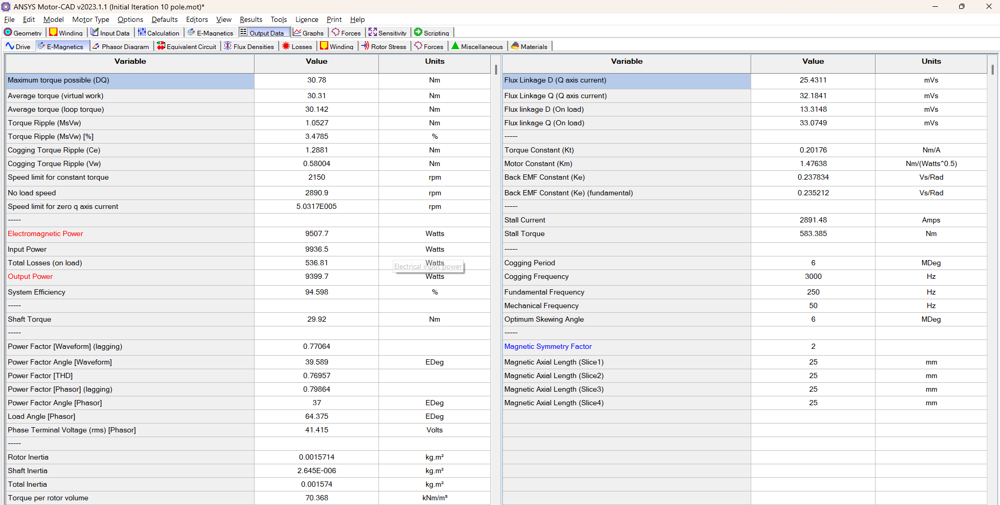 ANSYS Motor-CAD v2023.1.1 (Initial Iteration 10 pole.mot)*
File Edit Model Motor Type Options Defaults Editors View Results Tools Licence Print Help
Geometry Winding Input Data Calculation E-Magnetics Output Data Graphs Forces Sensitivity Scripting
Drive E-Magnetics Phasor Diagram Equivalent Circuit Flux Densities Losses Winding Rotor Stress Forces Miscellaneous Materials
Variable Value Units
Maximum torque possible (DQ) 30.78 Nm
Average torque (virtual work) 30.31 Nm
Average torque (loop torque) 30.142 Nm
Torque Ripple (MsVw) 1.0527 Nm
Torque Ripple (MsVw) [%] 3.4785 %
Cogging Torque Ripple (Ce) 1.2881 Nm
Cogging Torque Ripple (Vw) 0.58004 Nm
Speed limit for constant torque 2150 rpm
No load speed 2890.9 rpm
Speed limit for zero q axis current 5.0317E005 rpm
-----
Electromagnetic Power 9507.7 Watts
Input Power 9936.5 Watts
Total Losses (on load) 536.81 Watts
Electrical input power
Output Power 9399.7 Watts
System Efficiency 94.598 %
-----
Shaft Torque 29.92 Nm
-----
Power Factor [Waveform] (lagging) 0.77064
Power Factor Angle [Waveform] 39.589 EDeg
Power Factor [THD] 0.76957
Power Factor [Phasor] (lagging) 0.79864
Power Factor Angle [Phasor] 37 EDeg
Load Angle [Phasor] 64.375 EDeg
Phase Terminal Voltage (rms) [Phasor] 41.415 Volts
-----
Rotor Inertia 0.0015714 kg.m²
Shaft Inertia 2.645E-006 kg.m²
Total Inertia 0.001574 kg.m²
Torque per rotor volume 70.368 kNm/m³
Variable Value Units
Flux Linkage D (Q axis current) 25.4311 mVs
Flux Linkage Q (Q axis current) 32.1841 mVs
Flux linkage D (On load) 13.3148 mVs
Flux linkage Q (On load) 33.0749 mVs
-----
Torque Constant (Kt) 0.20176 Nm/A
Motor Constant (Km) 1.47638 Nm/(Watts^0.5)
Back EMF Constant (Ke) 0.237834 Vs/Rad
Back EMF Constant (Ke) (fundamental) 0.235212 Vs/Rad
-----
Stall Current 2891.48 Amps
Stall Torque 583.385 Nm
-----
Cogging Period 6 MDeg
Cogging Frequency 3000 Hz
Fundamental Frequency 250 Hz
Mechanical Frequency 50 Hz
Optimum Skewing Angle 6 MDeg
-----
Magnetic Symmetry Factor 2
Magnetic Axial Length (Slice1) 25 mm
Magnetic Axial Length (Slice2) 25 mm
Magnetic Axial Length (Slice3) 25 mm
Magnetic Axial Length (Slice4) 25 mm